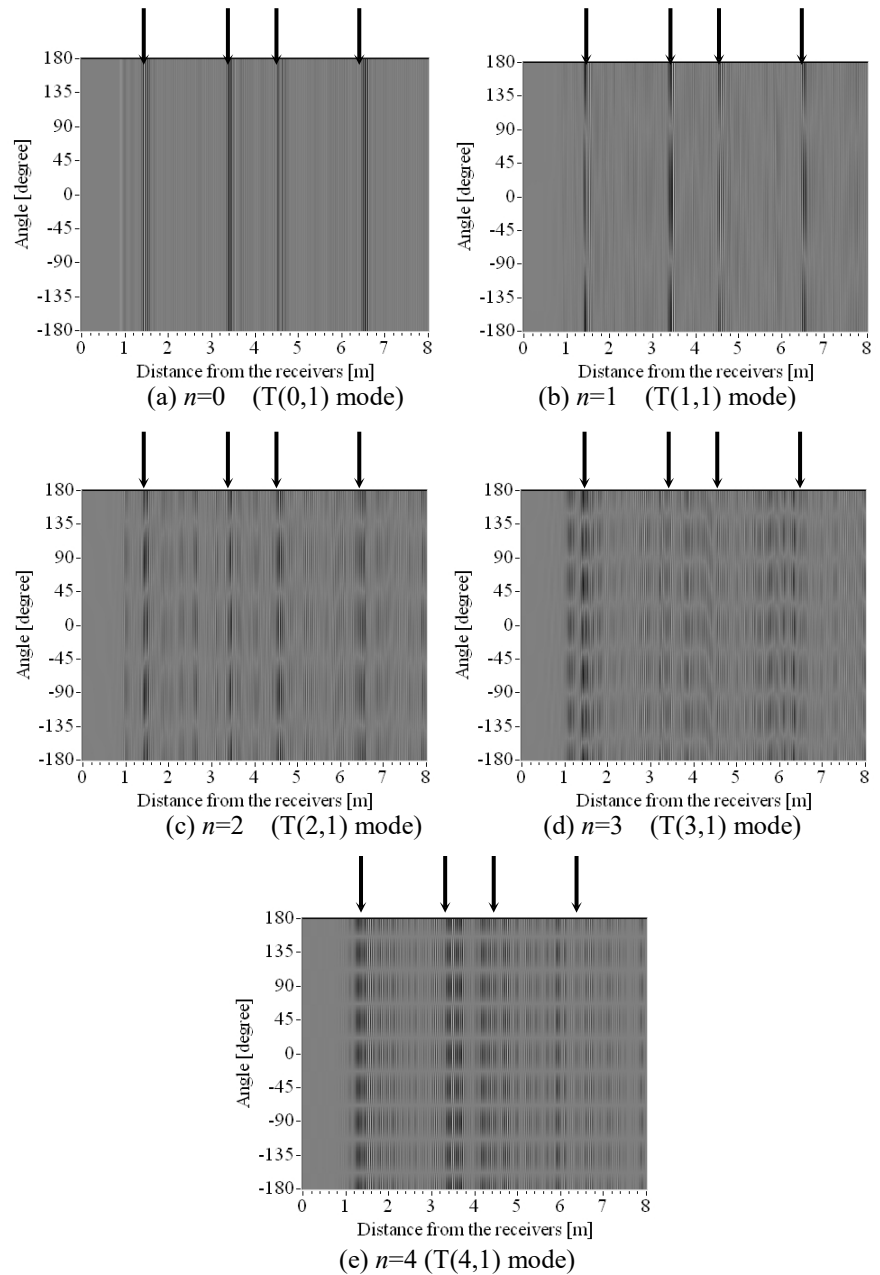 180
135
90
45
0
-45
-90
-135
-180
Angle [degree]
0 1 2 3 4 5 6 7 8
Distance from the receivers [m]
(a) n=0 (T(0,1) mode)
180
135
90
45
0
-45
-90
-135
-180
Angle [degree]
0 1 2 3 4 5 6 7 8
Distance from the receivers [m]
(b) n=1 (T(1,1) mode)
180
135
90
45
0
-45
-90
-135
-180
Angle [degree]
0 1 2 3 4 5 6 7 8
Distance from the receivers [m]
(c) n=2 (T(2,1) mode)
180
135
90
45
0
-45
-90
-135
-180
Angle [degree]
0 1 2 3 4 5 6 7 8
Distance from the receivers [m]
(d) n=3 (T(3,1) mode)
180
135
90
45
0
-45
-90
-135
-180
Angle [degree]
0 1 2 3 4 5 6 7 8
Distance from the receivers [m]
(e) n=4 (T(4,1) mode)